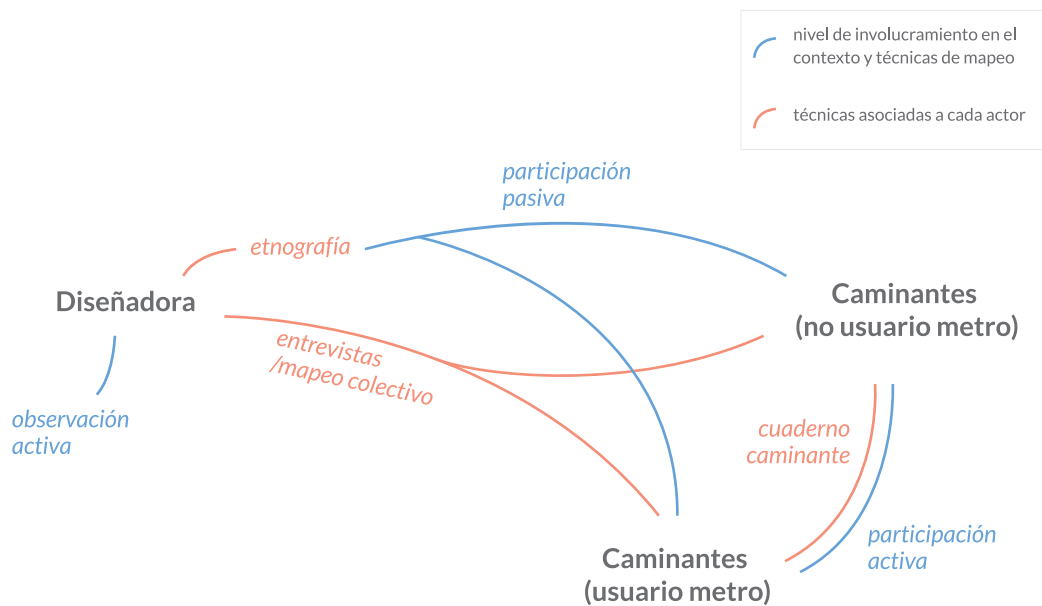 nivel de involucramiento en el
contexto y técnicas de mapeo
técnicas asociadas a cada actor
participación
pasiva
etnografía
Diseñadora
Caminantes
(no usuario metro)
entrevistas
/mapeo colectivo
observación
activa
cuaderno
caminante
participación
activa
Caminantes
(usuario metro)